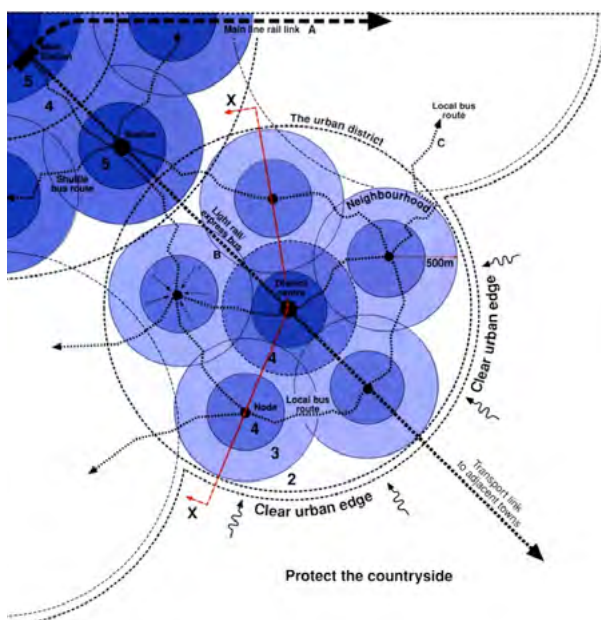 Main line rail link A
Main
Station
5
4
Station
5
X
The urban district
Local bus
route
C
Shuttle
bus route
Neighbourhood
Light rail/
express bus
B
500m
District
centre
4
Clear urban edge
Node
4
Local bus
route
3
2
X
Clear urban edge
Transport link
to adjacent towns
Protect the countryside